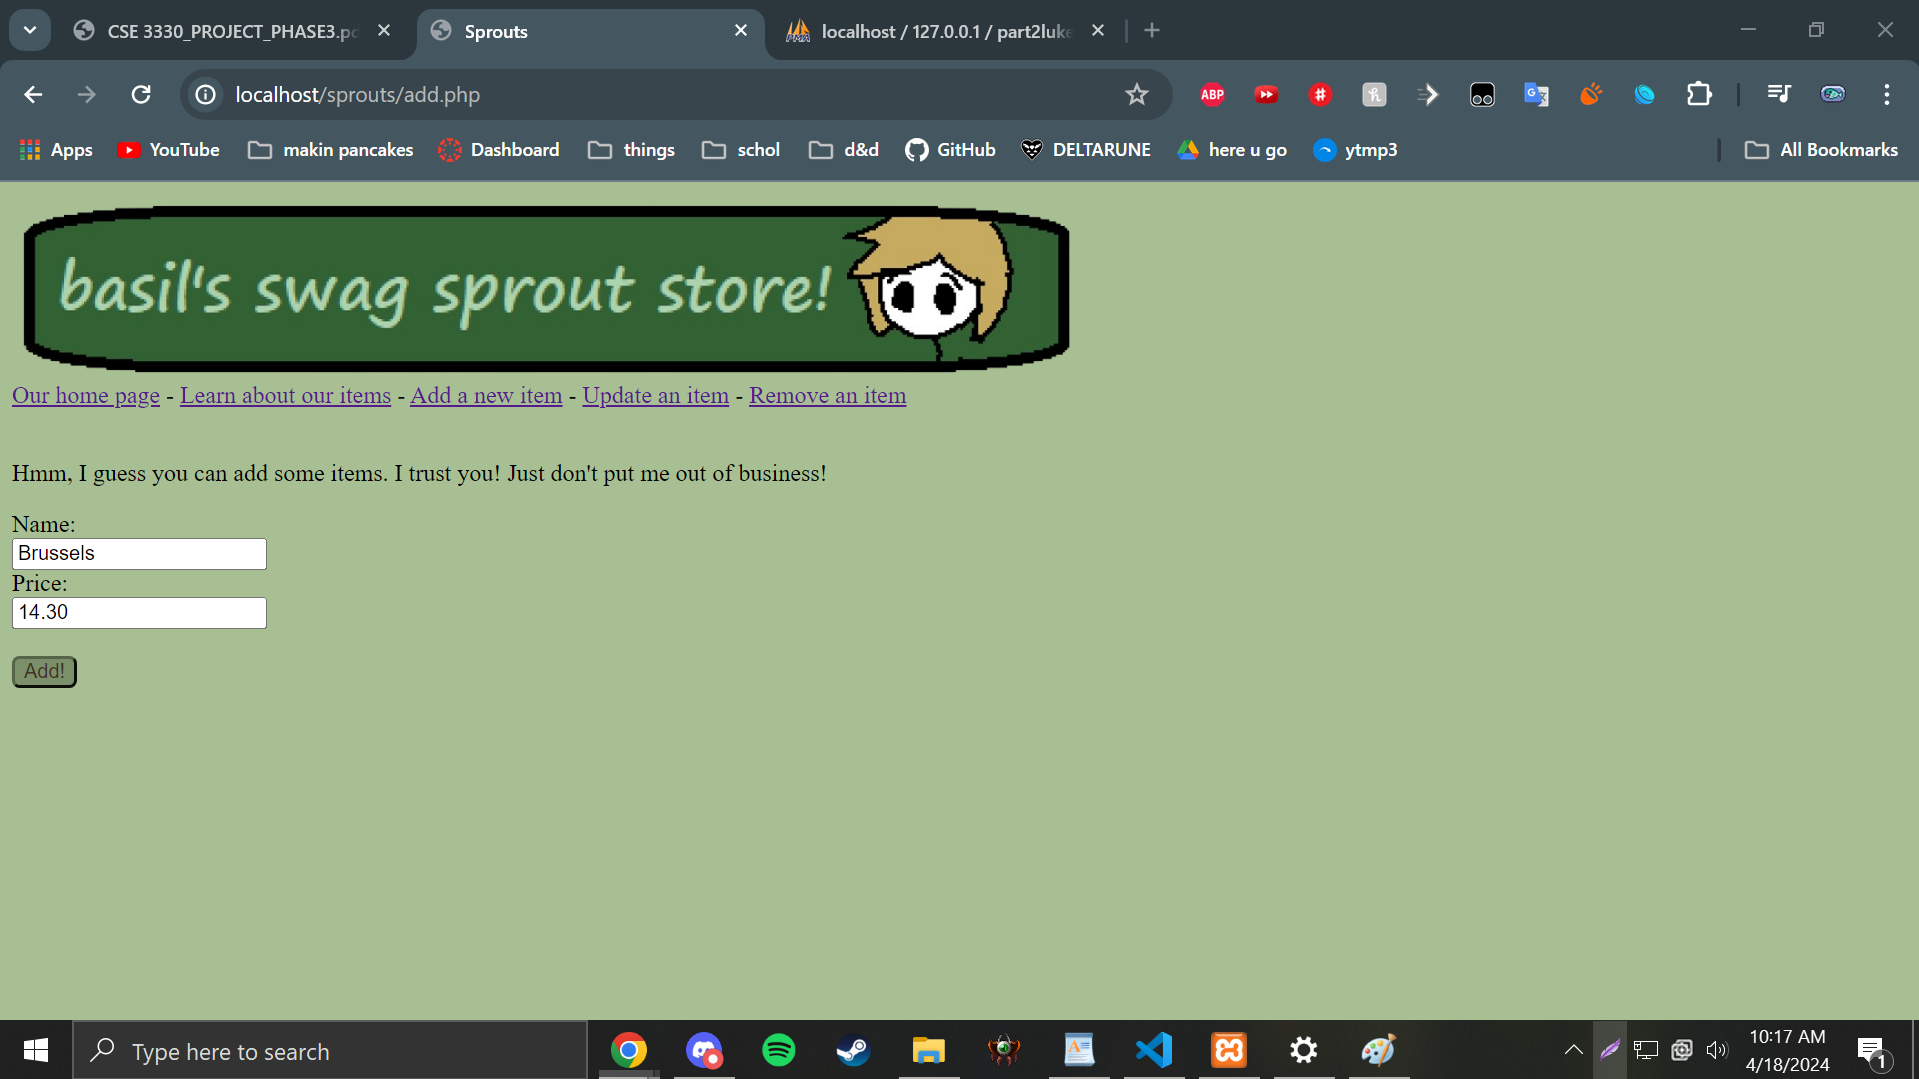 CSE 3330_PROJECT_PHASE3.pd
Sprouts
localhost / 127.0.0.1 / part2luke
localhost/sprouts/add.php
ABP
Apps
YouTube
makin pancakes
Dashboard
things
schol
d&d
GitHub
DELTARUNE
here u go
ytmp3
All Bookmarks
basil's swag sprout store!
Our home page - Learn about our items - Add a new item - Update an item - Remove an item
Hmm, I guess you can add some items. I trust you! Just don't put me out of business!
Name:
Brussels
Price:
14.30
Add!
Type here to search
10:17 AM
4/18/2024
1